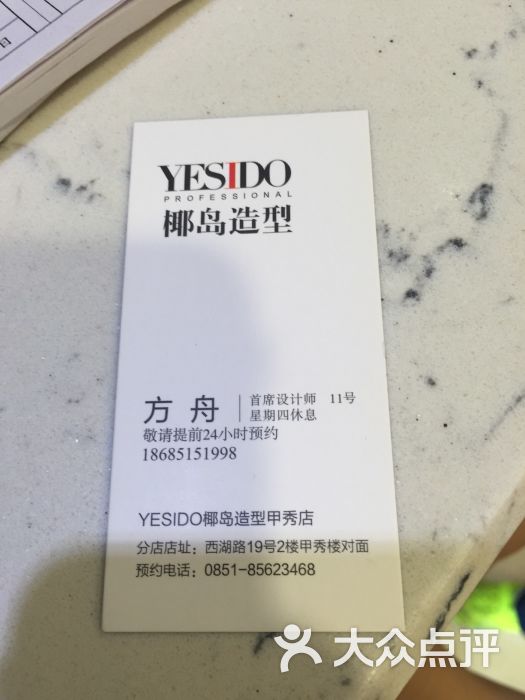 YESIDO
PROFESSIONAL
椰岛造型
方舟
首席设计师 11号
星期四休息
敬请提前24小时预约
18685151998
YESIDO椰岛造型甲秀店
分店店址：西湖路19号2楼甲秀楼对面
预约电话：0851-85623468
大众点评